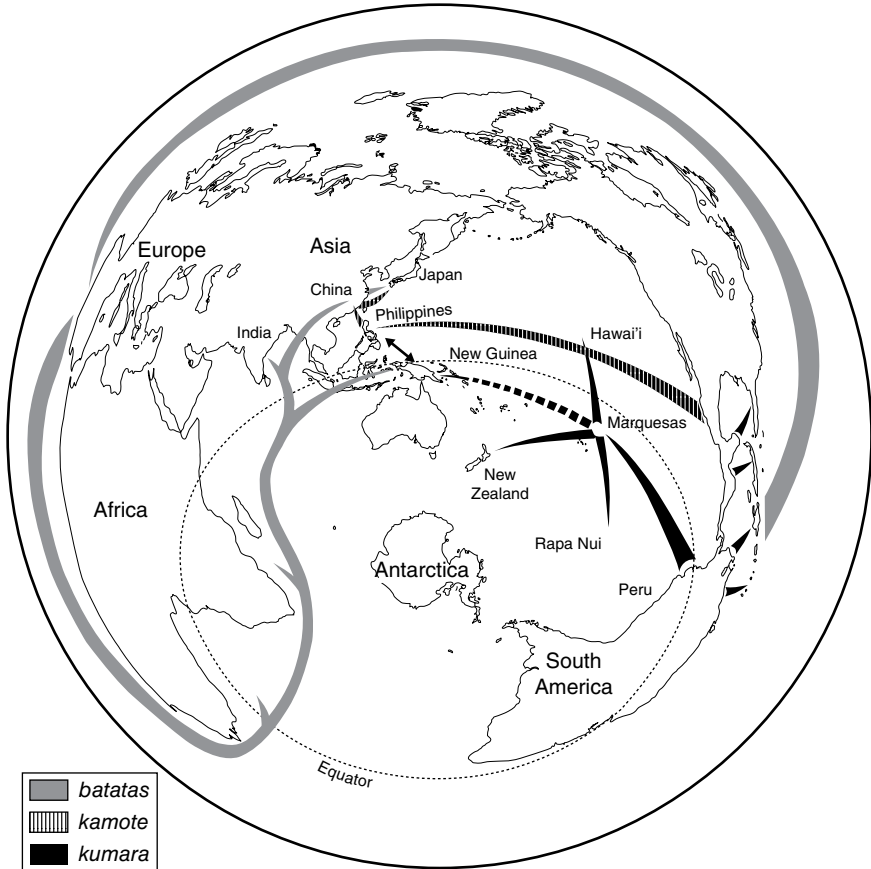 Europe
Asia
Japan
China
Philippines
India
Hawai'i
New Guinea
Marquesas
New
Zealand
Africa
Rapa Nui
Antarctica
Peru
South
America
Equator
batatas
kamote
kumara